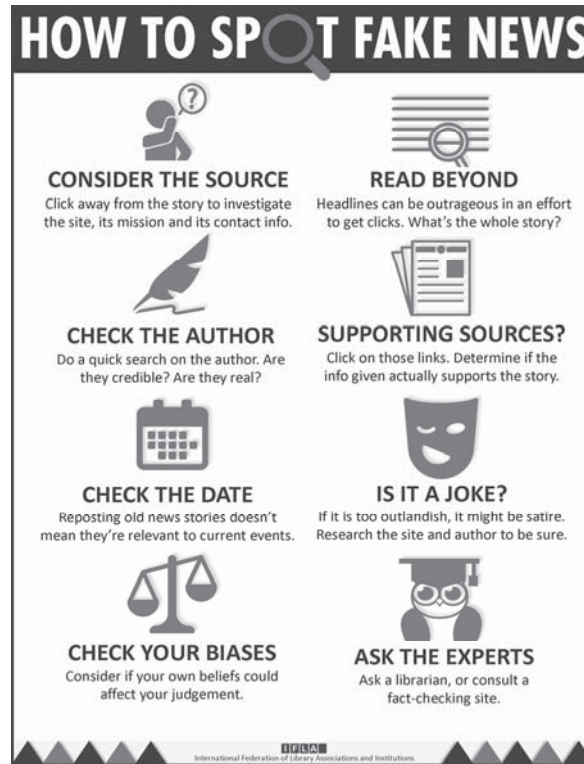 HOW TO SPOT FAKE NEWS
?
CONSIDER THE SOURCE
Click away from the story to investigate
the site, its mission and its contact info.
READ BEYOND
Headlines can be outrageous in an effort
to get clicks. What's the whole story?
CHECK THE AUTHOR
Do a quick search on the author. Are
they credible? Are they real?
SUPPORTING SOURCES?
Click on those links. Determine if the
info given actually supports the story.
CHECK THE DATE
Reposting old news stories doesn't
mean they're relevant to current events.
IS IT A JOKE?
If it is too outlandish, it might be satire.
Research the site and author to be sure.
CHECK YOUR BIASES
Consider if your own beliefs could
affect your judgement.
ASK THE EXPERTS
Ask a librarian, or consult a
fact-checking site.
IFLA
International Federation of Library Associations and Institutions